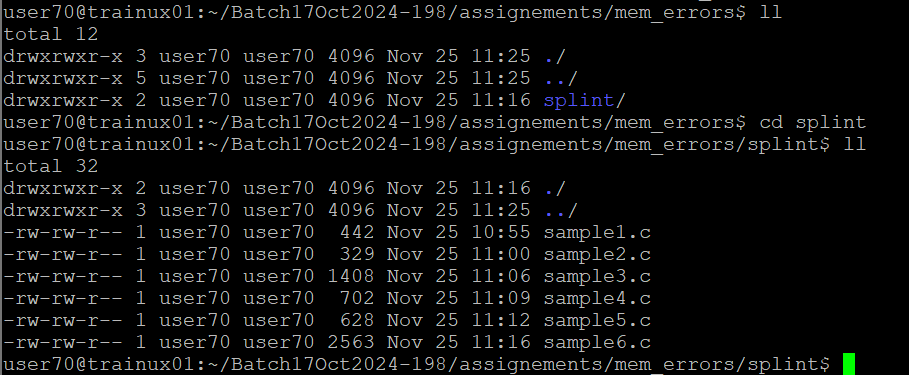 user70@trainux01:~/Batch17Oct2024-198/assignements/mem_errors$ ll
total 12
drwxrwxr-x 3 user70 user70 4096 Nov 25 11:25 ./
drwxrwxr-x 5 user70 user70 4096 Nov 25 11:25 ../
drwxrwxr-x 2 user70 user70 4096 Nov 25 11:16 splint/
user70@trainux01:~/Batch17Oct2024-198/assignements/mem_errors$ cd splint
user70@trainux01:~/Batch17Oct2024-198/assignements/mem_errors/splint$ ll
total 32
drwxrwxr-x 2 user70 user70 4096 Nov 25 11:16 ./
drwxrwxr-x 3 user70 user70 4096 Nov 25 11:25 ../
-rw-rw-r-- 1 user70 user70  442 Nov 25 10:55 sample1.c
-rw-rw-r-- 1 user70 user70  329 Nov 25 11:00 sample2.c
-rw-rw-r-- 1 user70 user70 1408 Nov 25 11:06 sample3.c
-rw-rw-r-- 1 user70 user70  702 Nov 25 11:09 sample4.c
-rw-rw-r-- 1 user70 user70  628 Nov 25 11:12 sample5.c
-rw-rw-r-- 1 user70 user70 2563 Nov 25 11:16 sample6.c
user70@trainux01:~/Batch17Oct2024-198/assignements/mem_errors/splint$